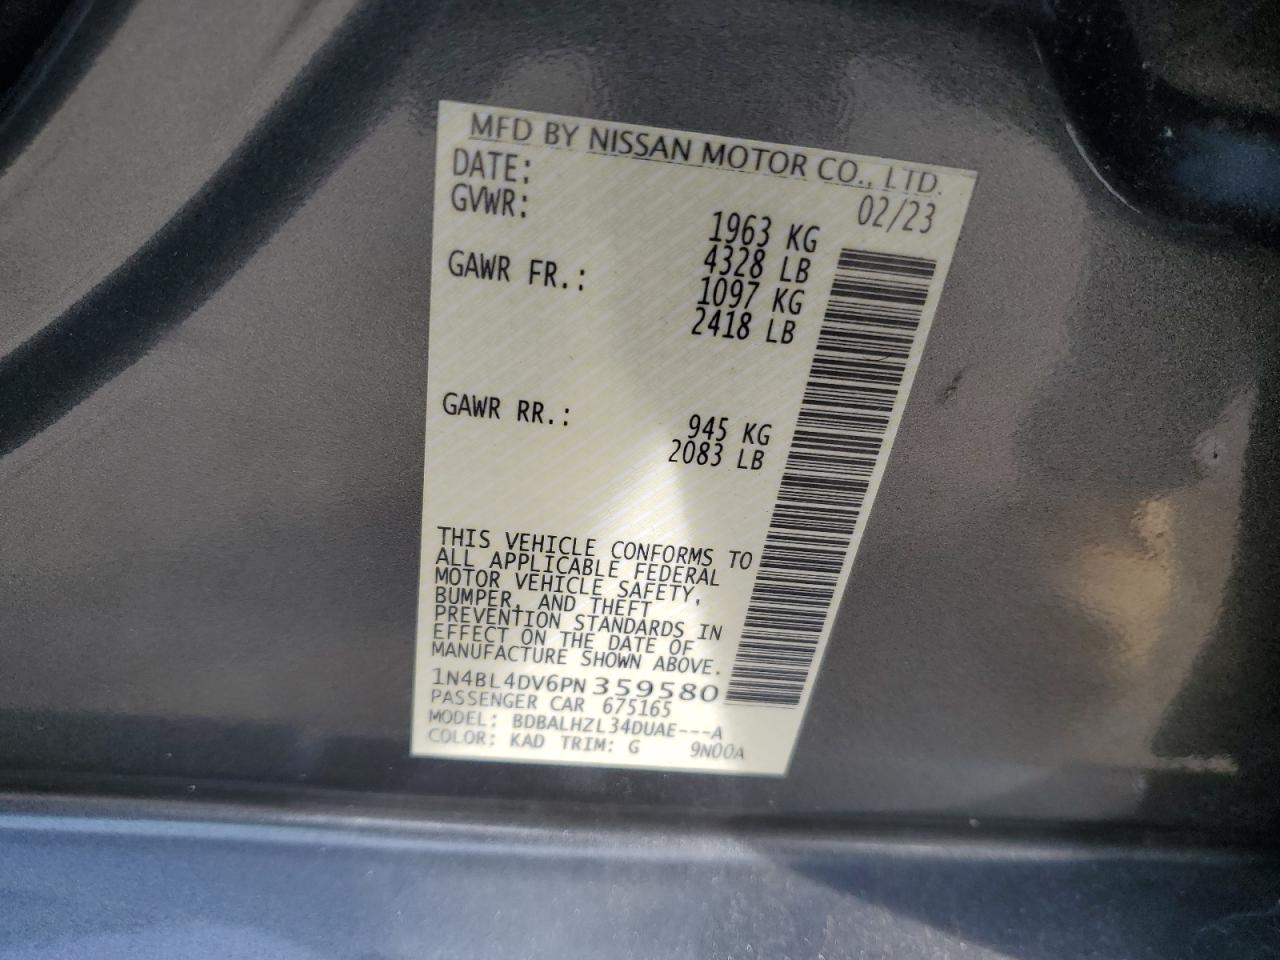 MFD BY NISSAN MOTOR CO., LTD.
DATE: 02/23
GVWR: 1963 KG
4328 LB
GAWR FR.: 1097 KG
2418 LB
GAWR RR.: 945 KG
2083 LB
THIS VEHICLE CONFORMS TO
ALL APPLICABLE FEDERAL
MOTOR VEHICLE SAFETY,
BUMPER, AND THEFT
PREVENTION STANDARDS IN
EFFECT ON THE DATE OF
MANUFACTURE SHOWN ABOVE.
1N4BL4DV6PN359580
PASSENGER CAR 675165
MODEL: BDBALHZL34DUAE---A
COLOR: KAD TRIM: G 9N00A